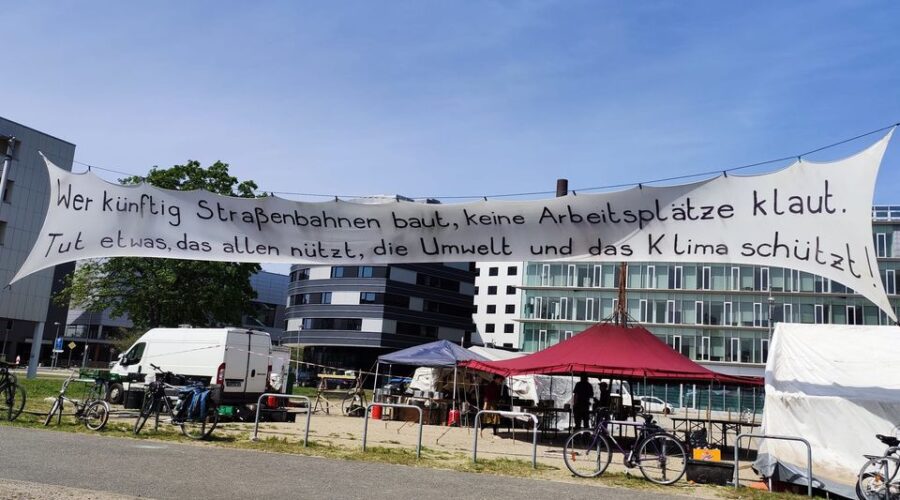 Wer künftig Straßenbahnen baut, keine Arbeitsplätze klaut.
Tut etwas, das allen nützt, die Umwelt und das Klima schützt!